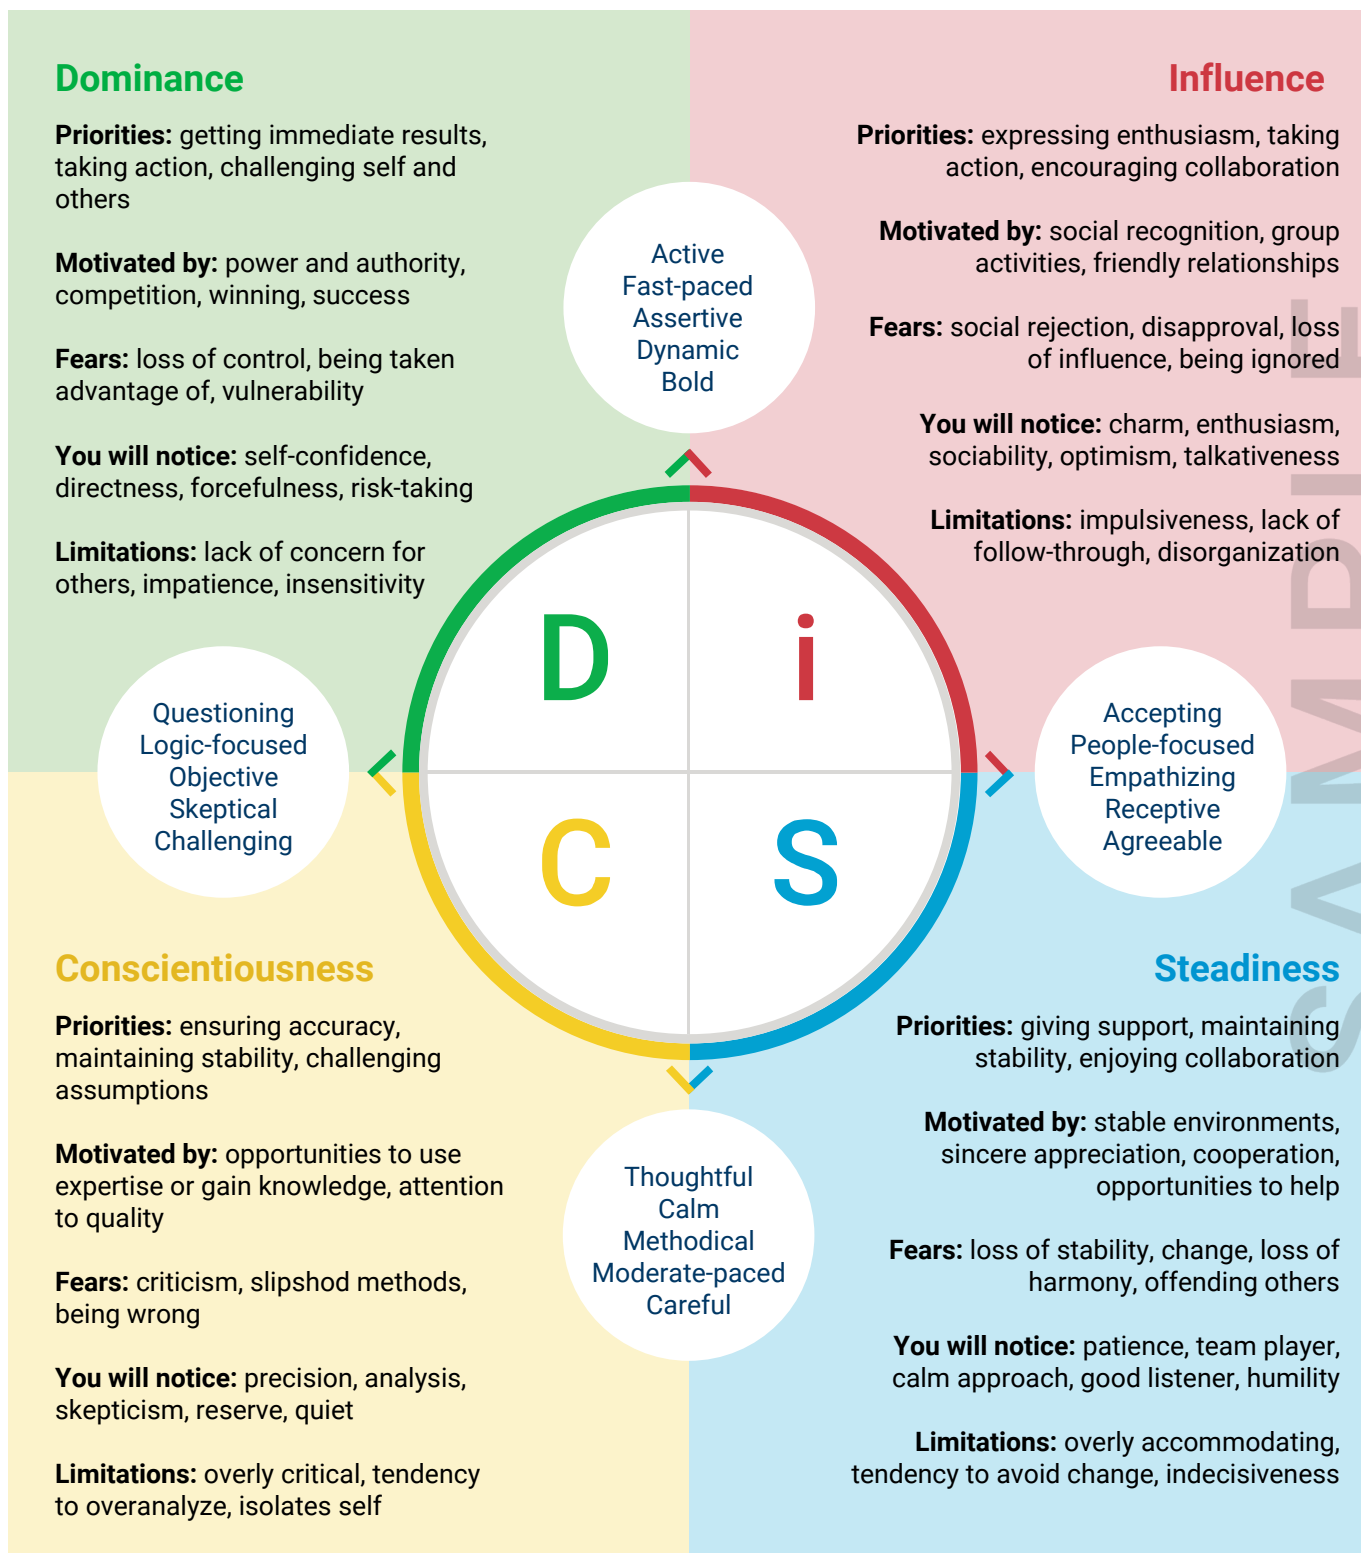 Dominance
Priorities: getting immediate results,
taking action, challenging self and
others
Motivated by: power and authority,
competition, winning, success
Fears: loss of control, being taken
advantage of, vulnerability
You will notice: self-confidence,
directness, forcefulness, risk-taking
Limitations: lack of concern for
others, impatience, insensitivity
Influence
Priorities: expressing enthusiasm, taking
action, encouraging collaboration
Motivated by: social recognition, group
activities, friendly relationships
Fears: social rejection, disapproval, loss
of influence, being ignored
You will notice: charm, enthusiasm,
sociability, optimism, talkativeness
Limitations: impulsiveness, lack of
follow-through, disorganization
Active
Fast-paced
Assertive
Dynamic
Bold
D
i
C
S
Questioning
Logic-focused
Objective
Skeptical
Challenging
Accepting
People-focused
Empathizing
Receptive
Agreeable
Conscientiousness
Priorities: ensuring accuracy,
maintaining stability, challenging
assumptions
Motivated by: opportunities to use
expertise or gain knowledge, attention
to quality
Fears: criticism, slipshod methods,
being wrong
You will notice: precision, analysis,
skepticism, reserve, quiet
Limitations: overly critical, tendency
to overanalyze, isolates self
Thoughtful
Calm
Methodical
Moderate-paced
Careful
Steadiness
Priorities: giving support, maintaining
stability, enjoying collaboration
Motivated by: stable environments,
sincere appreciation, cooperation,
opportunities to help
Fears: loss of stability, change, loss of
harmony, offending others
You will notice: patience, team player,
calm approach, good listener, humility
Limitations: overly accommodating,
tendency to avoid change, indecisiveness
SAMPLE